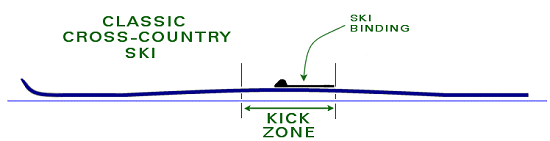 CLASSIC
CROSS-COUNTRY
SKI
SKI
BINDING
KICK
ZONE